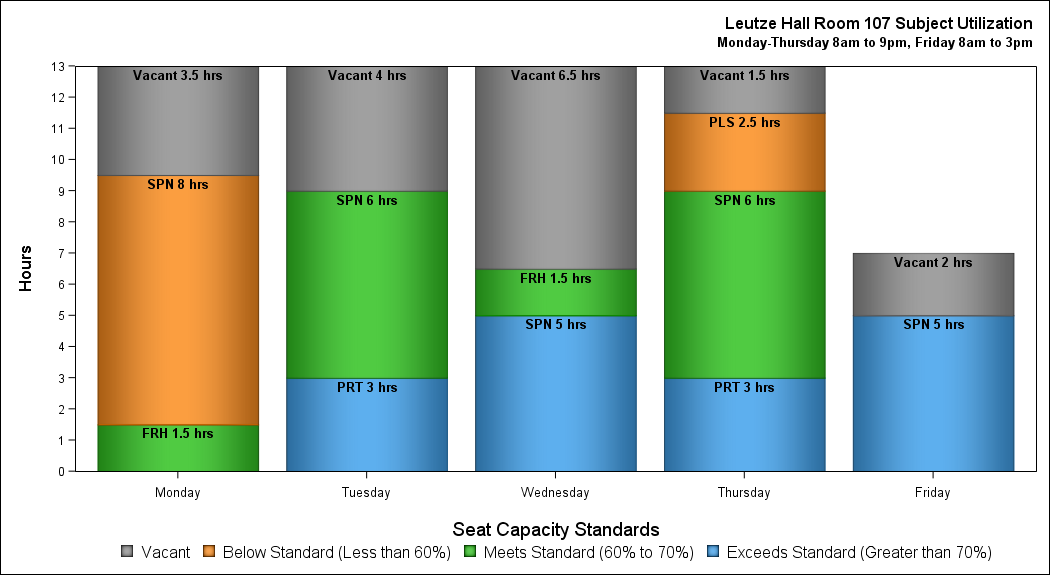 Leutze Hall Room 107 Subject Utilization
Monday-Thursday 8am to 9pm, Friday 8am to 3pm
Hours
13
12
11
10
9
8
7
6
5
4
3
2
1
0
Vacant 3.5 hrs
SPN 8 hrs
FRH 1.5 hrs
Vacant 4 hrs
SPN 6 hrs
PRT 3 hrs
Vacant 6.5 hrs
FRH 1.5 hrs
SPN 5 hrs
Vacant 1.5 hrs
PLS 2.5 hrs
SPN 6 hrs
PRT 3 hrs
Vacant 2 hrs
SPN 5 hrs
Monday Tuesday Wednesday Thursday Friday
Seat Capacity Standards
Vacant Below Standard (Less than 60%) Meets Standard (60% to 70%) Exceeds Standard (Greater than 70%)